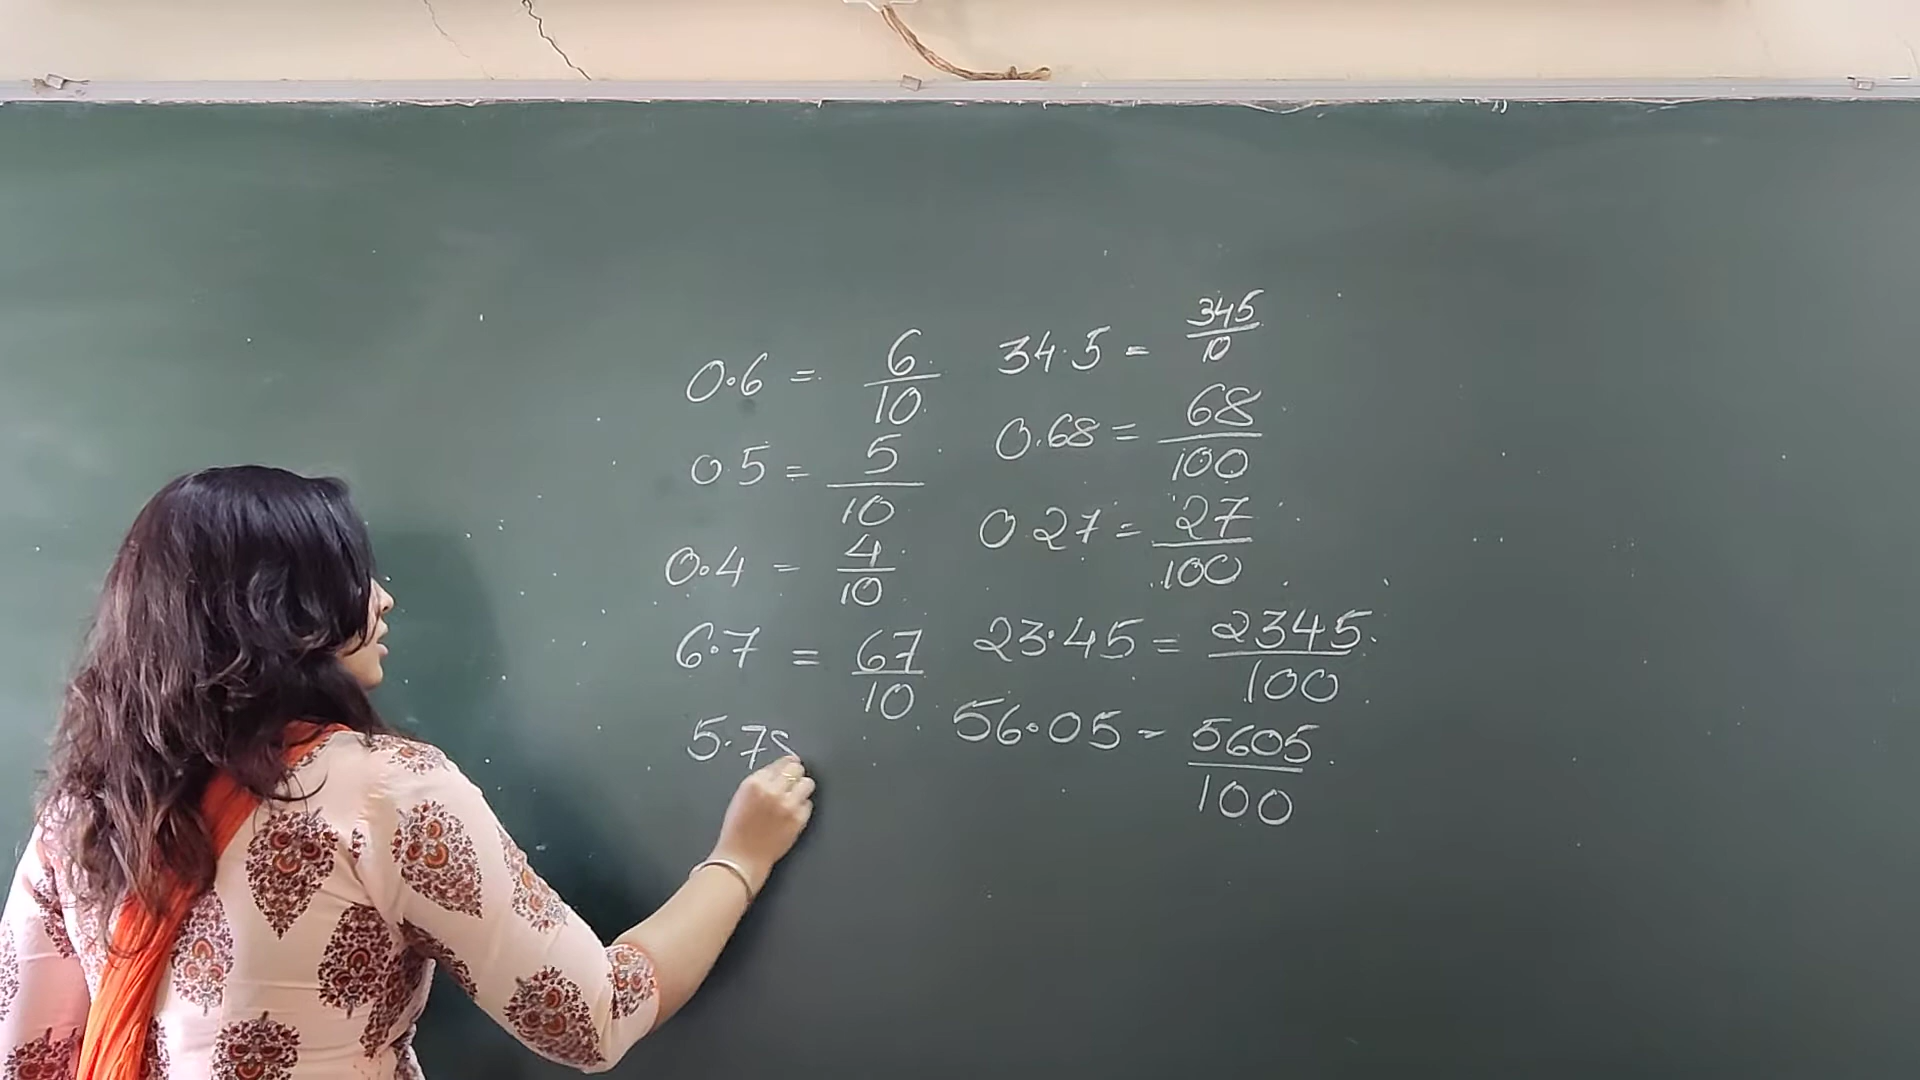 0.6 = 6/10
0.5 = 5/10
0.4 = 4/10
6.7 = 67/10
5.7
34.5 = 345/10
0.68 = 68/100
0.27 = 27/100
23.45 = 2345/100
56.05 = 5605/100